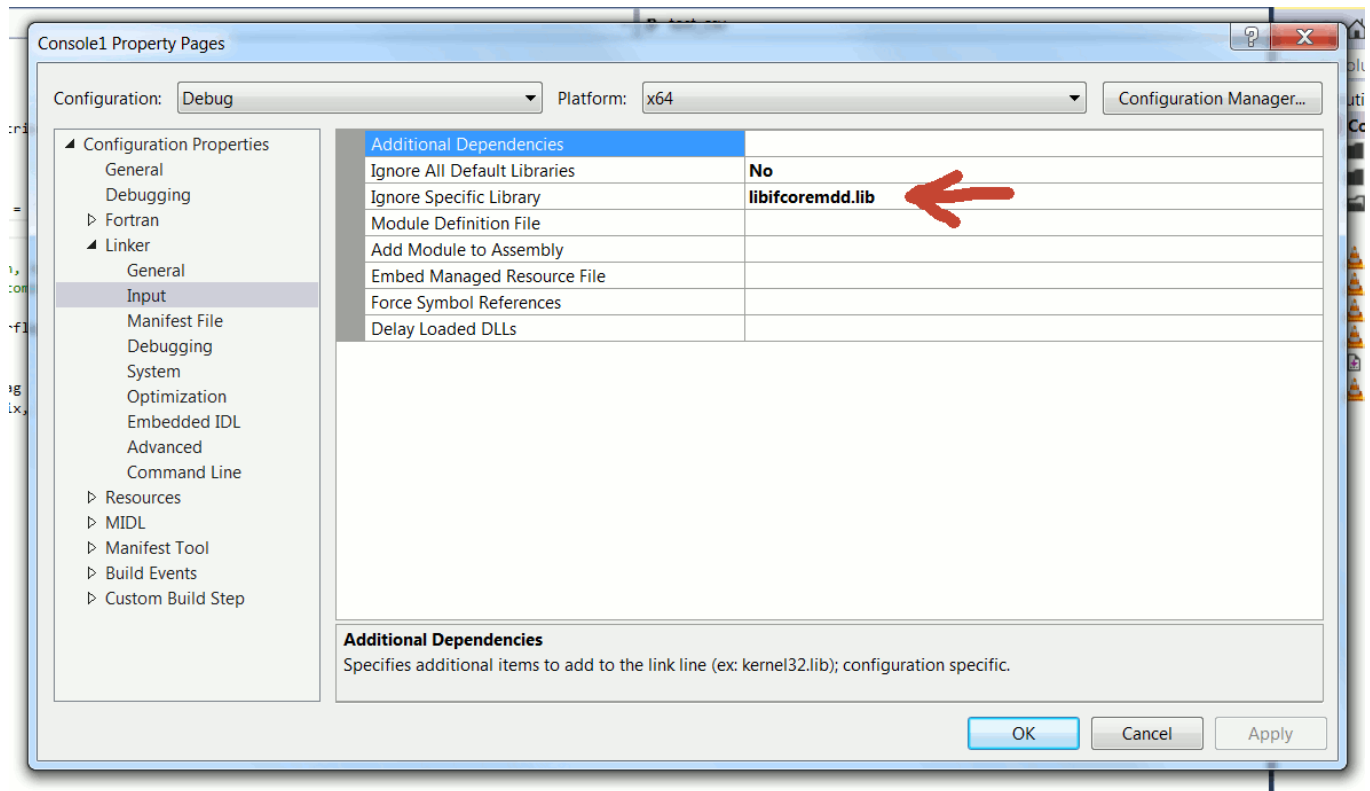 Console1 Property Pages
Configuration: Debug Platform: x64 Configuration Manager...
Configuration Properties
General
Debugging
Fortran
Linker
General
Input
Manifest File
Debugging
System
Optimization
Embedded IDL
Advanced
Command Line
Resources
MIDL
Manifest Tool
Build Events
Custom Build Step
Additional Dependencies
Ignore All Default Libraries No
Ignore Specific Library libifcoremdd.lib
Module Definition File
Add Module to Assembly
Embed Managed Resource File
Force Symbol References
Delay Loaded DLLs
Additional Dependencies
Specifies additional items to add to the link line (ex: kernel32.lib); configuration specific.
OK Cancel Apply